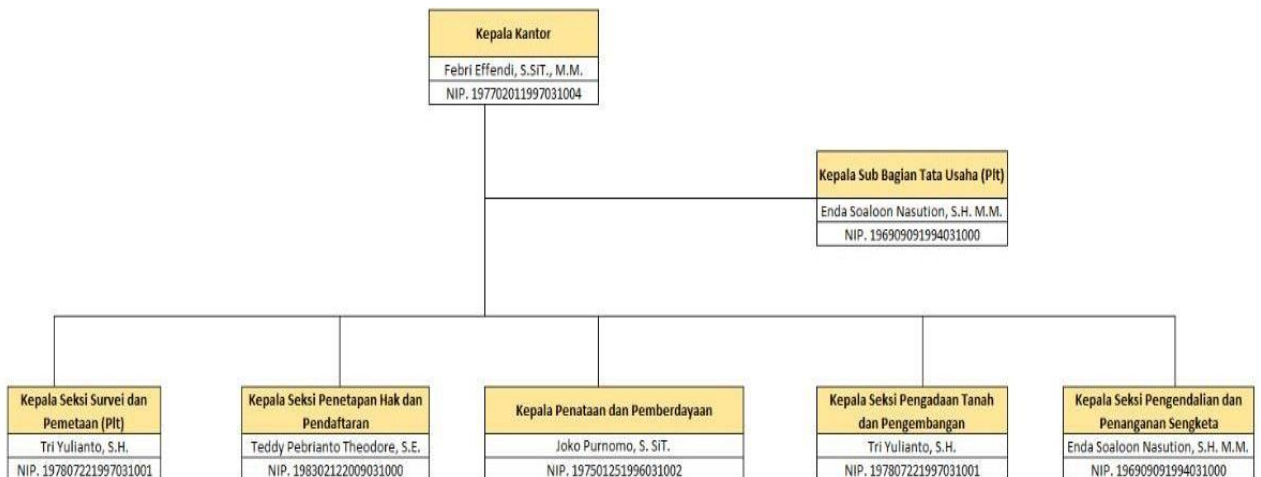 Kepala Kantor
Febri Effendi, S.SiT., M.M.
NIP. 197702011997031004
Kepala Sub Bagian Tata Usaha (Plt)
Enda Soaloon Nasution, S.H. M.M.
NIP. 196909091994031000
Kepala Seksi Survei dan
Pemetaan (Plt)
Tri Yulianto, S.H.
NIP. 197807221997031001
Kepala Seksi Penetapan Hak dan
Pendaftaran
Teddy Pebrianto Theodore, S.E.
NIP. 198302122009031000
Kepala Penataan dan Pemberdayaan
Joko Purnomo, S. SiT.
NIP. 197501251996031002
Kepala Seksi Pengadaan Tanah
dan Pengembangan
Tri Yulianto, S.H.
NIP. 197807221997031001
Kepala Seksi Pengendalian dan
Penanganan Sengketa
Enda Soaloon Nasution, S.H. M.M.
NIP. 196909091994031000